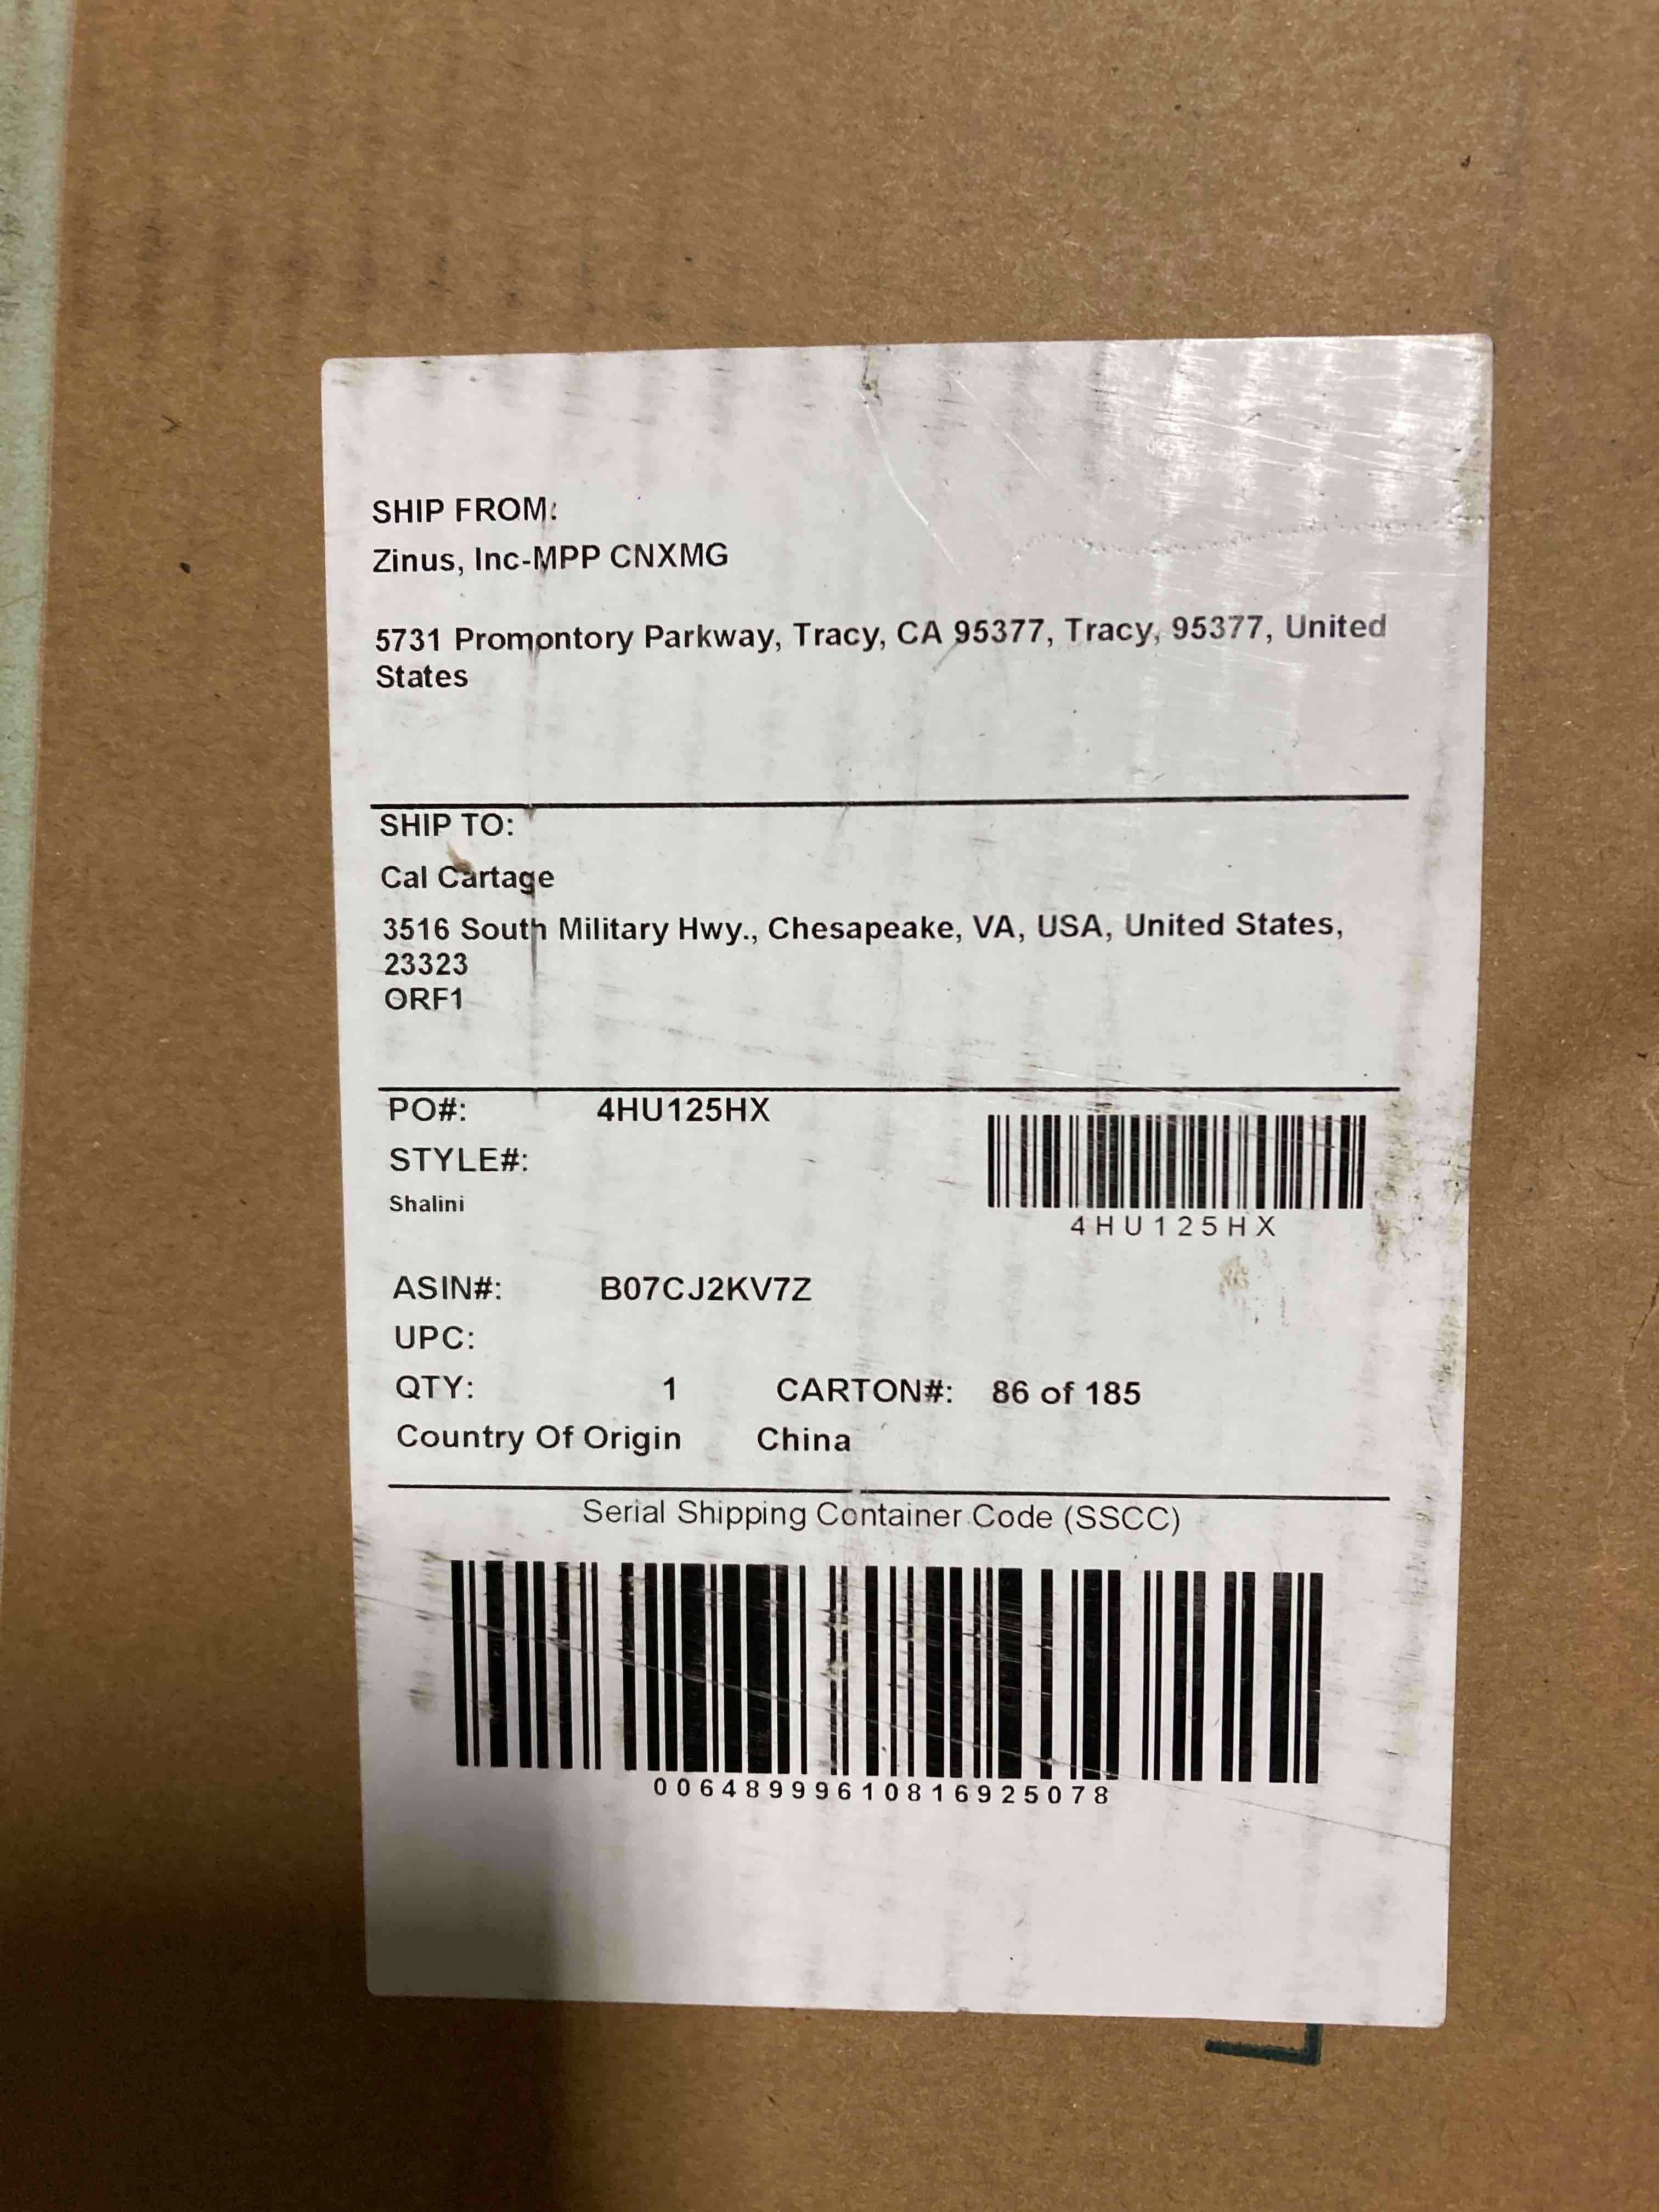 SHIP FROM:
Zinus, Inc-MPP CNXMG
5731 Promontory Parkway, Tracy, CA 95377, Tracy, 95377, United
States
SHIP TO:
Cal Cartage
3516 South Military Hwy., Chesapeake, VA, USA, United States,
23323
ORF1
PO#: 4HU125HX
STYLE#:
Shalini
4HU125HX
ASIN#: B07CJ2KV7Z
UPC:
QTY: 1 CARTON#: 86 of 185
Country Of Origin China
Serial Shipping Container Code (SSCC)
00648999610816925078